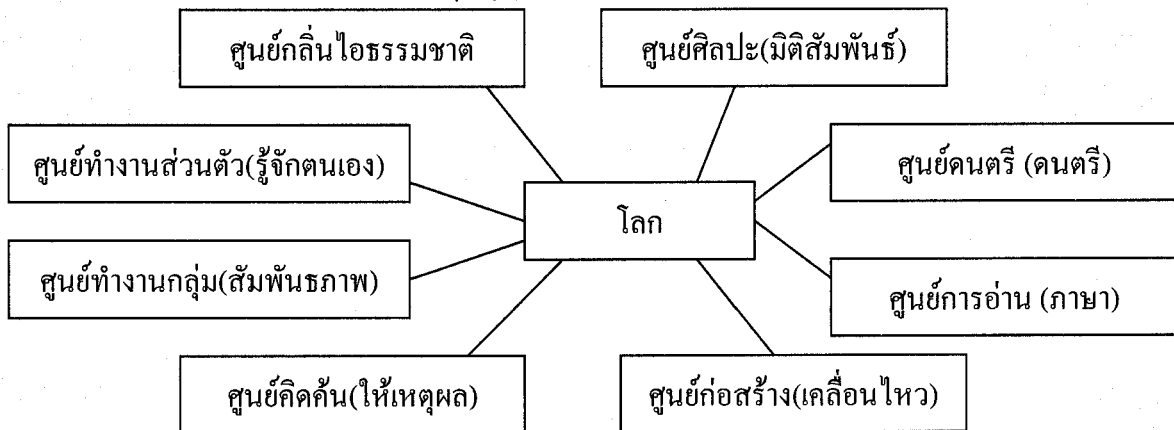 ศูนย์กลิ่นไอธรรมชาติ
ศูนย์ศิลปะ(มิติสัมพันธ์)
ศูนย์ทำงานส่วนตัว(รู้จักตนเอง)
ศูนย์ดนตรี (ดนตรี)
โลก
ศูนย์ทำงานกลุ่ม(สัมพันธภาพ)
ศูนย์การอ่าน (ภาษา)
ศูนย์คิดค้น(ให้เหตุผล)
ศูนย์ก่อสร้าง(เคลื่อนไหว)